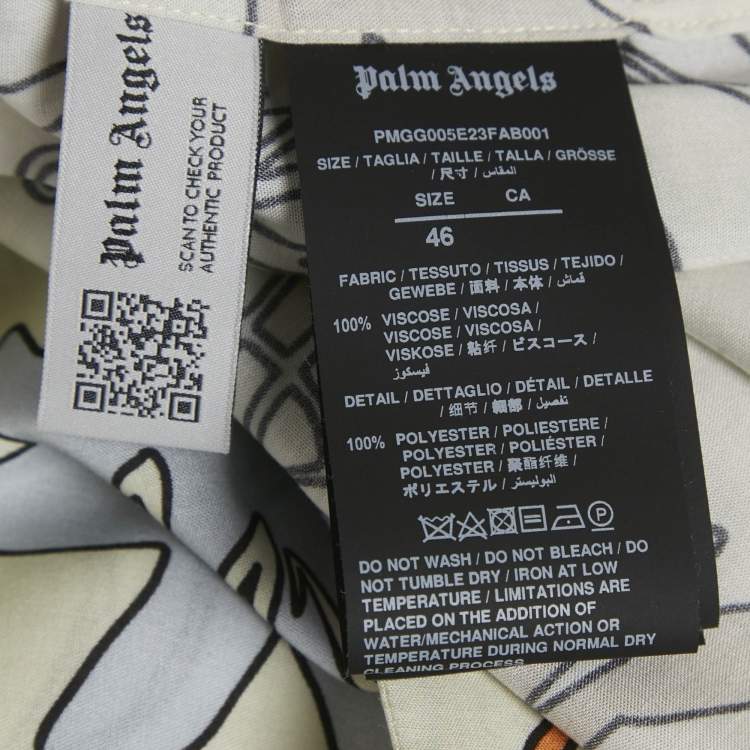 Palm Angels
SCAN TO CHECK YOUR
AUTHENTIC PRODUCT
Palm Angels
PMGG005E23FAB001
SIZE / TAGLIA / TAILLE / TALLA / GRÖSSE
/ 尺寸 / المقاس
SIZE CA
46
FABRIC / TESSUTO / TISSUS / TEJIDO /
GEWEBE / 面料 / 本体 / قماش
100% VISCOSE / VISCOSA /
VISCOSE / VISCOSA /
VISKOSE / 粘纤 / ビスコース /
فيسكوز
DETAIL / DETTAGLIO / DÉTAIL / DETALLE
/ 细节 / 細部 / تفصيل
100% POLYESTER / POLIESTERE /
POLYESTER / POLIÉSTER /
POLYESTER / 聚酯纤维 /
ポリエステル / البوليستر
DO NOT WASH / DO NOT BLEACH / DO
NOT TUMBLE DRY / IRON AT LOW
TEMPERATURE / LIMITATIONS ARE
PLACED ON THE ADDITION OF
WATER/MECHANICAL ACTION OR
TEMPERATURE DURING NORMAL DRY
CLEANING PROCESS